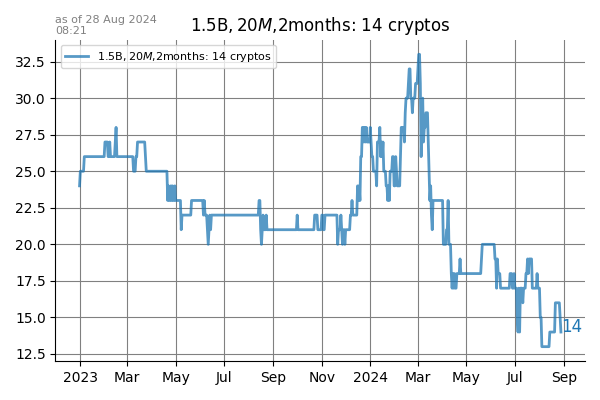 as of 28 Aug 2024
08:21
1.5B, 20M,2months: 14 cryptos
1.5B, 20M,2months: 14 cryptos
32.5
30.0
27.5
25.0
22.5
20.0
17.5
15.0
12.5
14
2023 Mar May Jul Sep Nov 2024 Mar May Jul Sep